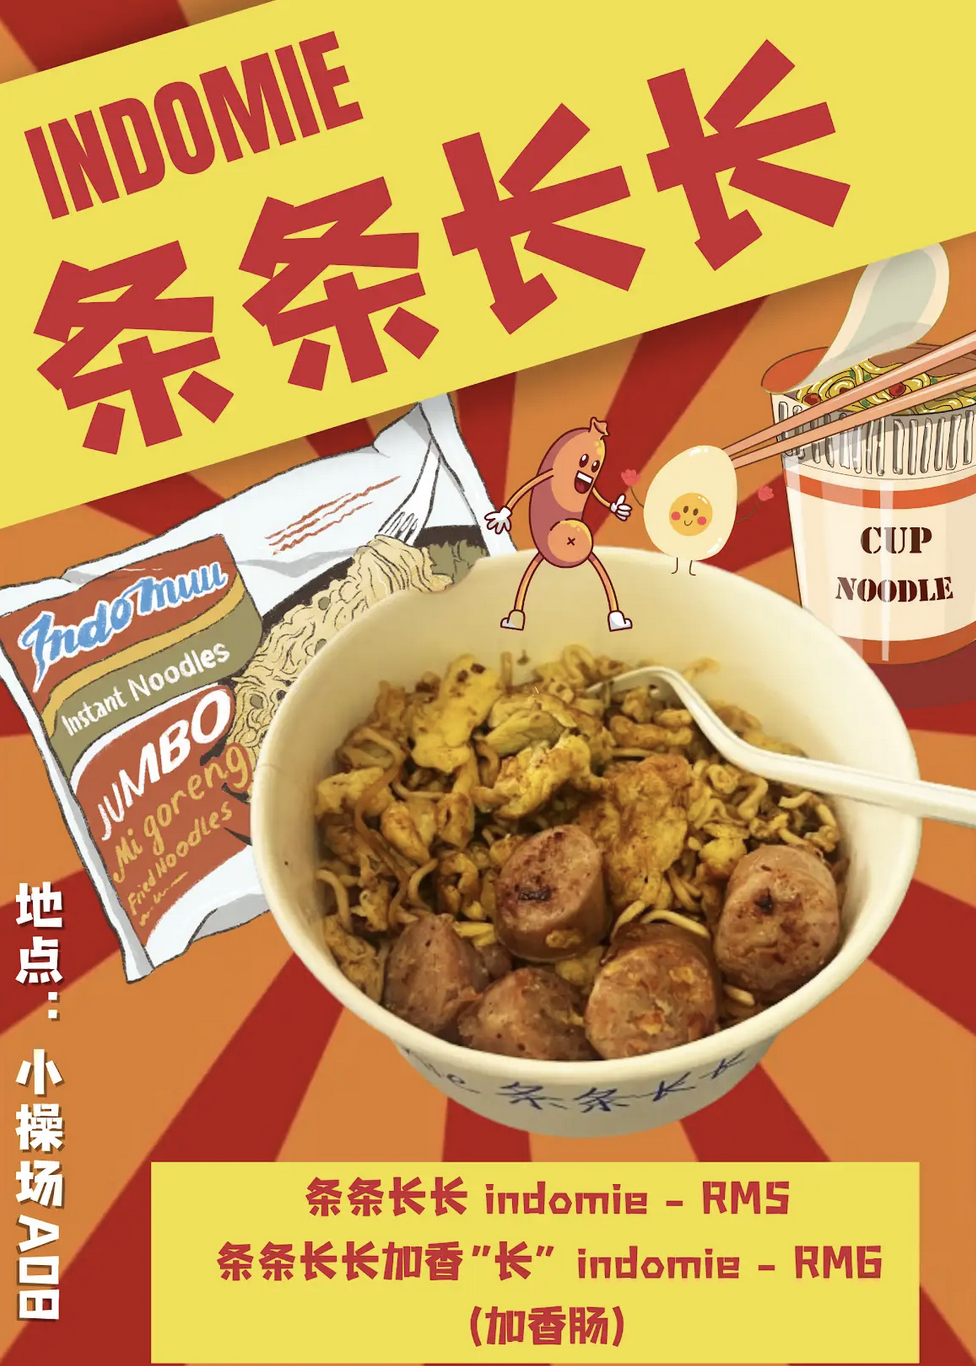 INDOMIE
条条长长
CUP
NOODLE
Indomuu
Instant Noodles
JUMBO
Mi goreng
Fried Noodles
条条长长
地点：小操场A08
条条长长 indomie - RM5
条条长长加香"长" indomie - RM6
(加香肠)